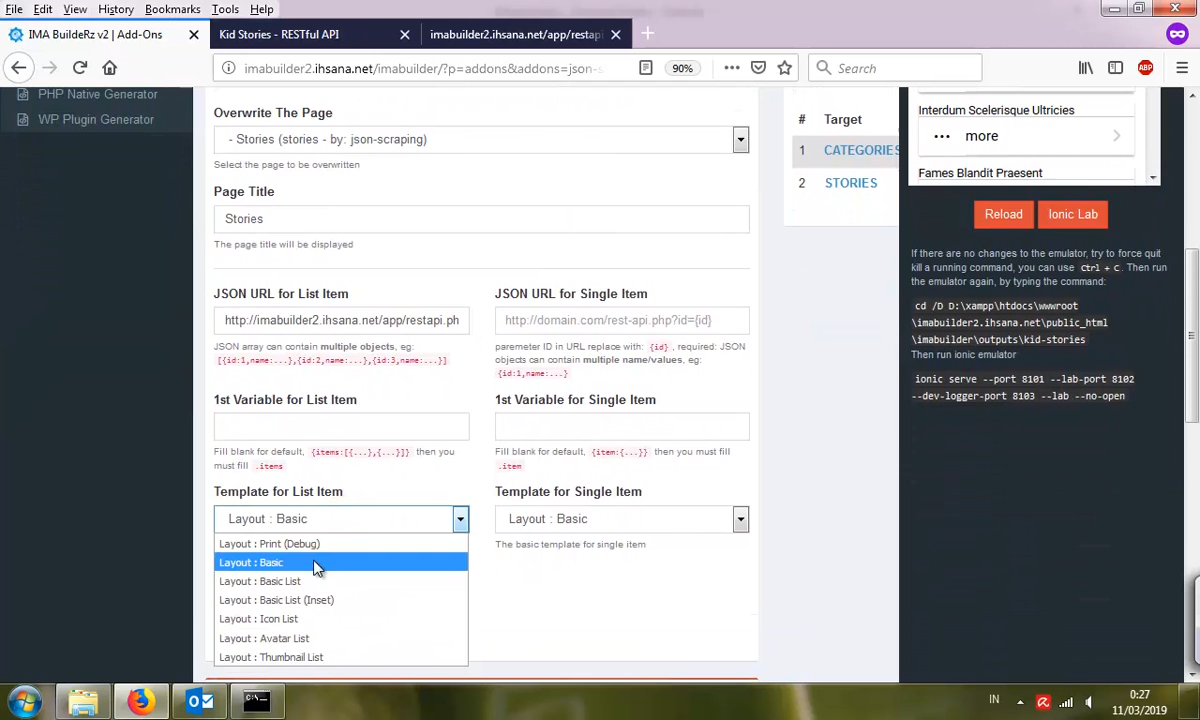 File Edit View History Bookmarks Tools Help
IMA BuildeRz v2 | Add-Ons
Kid Stories - RESTful API
imabuilder2.ihsana.net/app/restapi
imabuilder2.ihsana.net/imabuilder/?p=addons&addons=json-s
90%
Search
ABP
PHP Native Generator
WP Plugin Generator
Overwrite The Page
- Stories (stories - by: json-scraping)
Select the page to be overwritten
Page Title
Stories
The page title will be displayed
JSON URL for List Item
http://imabuilder2.ihsana.net/app/restapi.ph
JSON array can contain multiple objects, eg:
[{id:1,name:...},{id:2,name:...},{id:3,name:...}]
JSON URL for Single Item
http://domain.com/rest-api.php?id={id}
paremeter ID in URL replace with: {id} , required: JSON
objects can contain multiple name/values, eg:
{id:1,name:...}
1st Variable for List Item
Fill blank for default, {items:[{...},{...}]} then you
must fill .items
1st Variable for Single Item
Fill blank for default, {item:{...}} then you must fill
.item
Template for List Item
Layout : Basic
Layout : Print (Debug)
Layout : Basic
Layout : Basic List
Layout : Basic List (Inset)
Layout : Icon List
Layout : Avatar List
Layout : Thumbnail List
Template for Single Item
Layout : Basic
The basic template for single item
# Target
1 CATEGORIES
2 STORIES
Interdum Scelerisque Ultricies
more
Fames Blandit Praesent
Reload
Ionic Lab
If there are no changes to the emulator, try to force quit
kill a running command, you can use Ctrl + C. Then run
the emulator again, by typing the command:
cd /D D:\xampp\htdocs\wwwroot
\imabuilder2.ihsana.net\public_html
\imabuilder\outputs\kid-stories
Then run ionic emulator
ionic serve --port 8101 --lab-port 8102
--dev-logger-port 8103 --lab --no-open
IN
0:27
11/03/2019